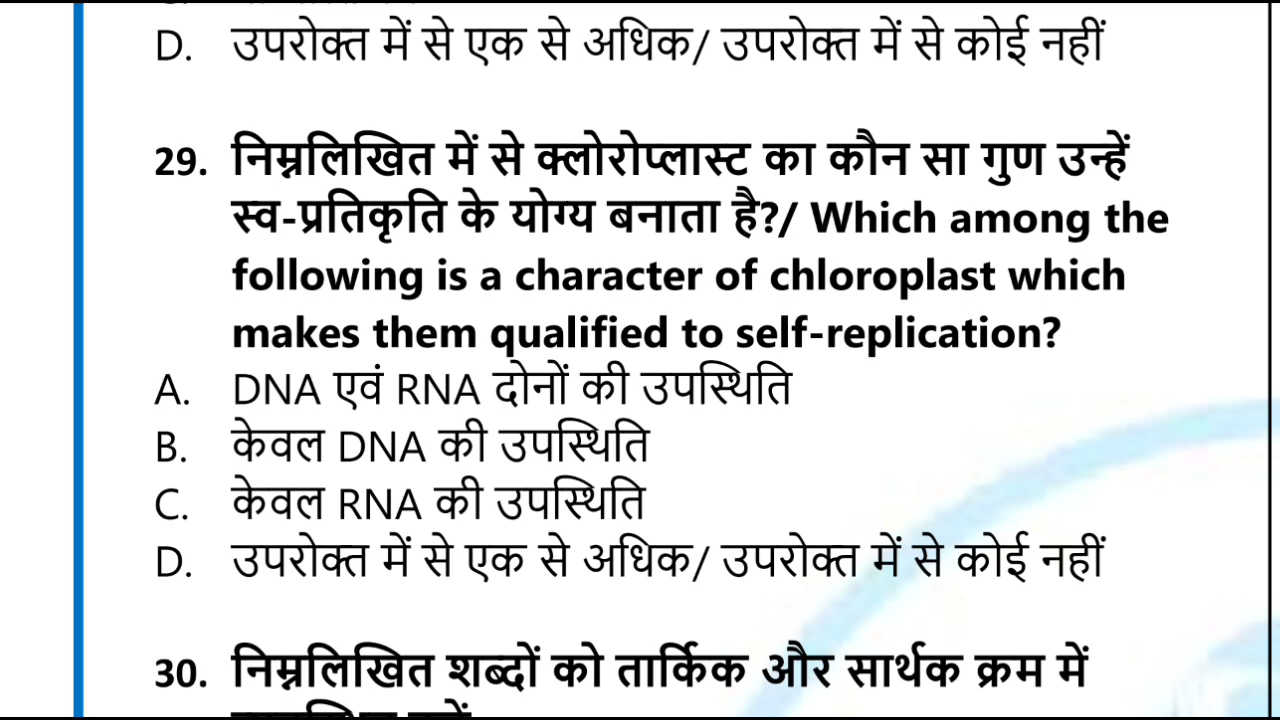 D. उपरोक्त में से एक से अधिक/ उपरोक्त में से कोई नहीं
29. निम्नलिखित में से क्लोरोप्लास्ट का कौन सा गुण उन्हें
स्व-प्रतिकृति के योग्य बनाता है?/ Which among the
following is a character of chloroplast which
makes them qualified to self-replication?
A. DNA एवं RNA दोनों की उपस्थिति
B. केवल DNA की उपस्थिति
C. केवल RNA की उपस्थिति
D. उपरोक्त में से एक से अधिक/ उपरोक्त में से कोई नहीं
30. निम्नलिखित शब्दों को तार्किक और सार्थक क्रम में